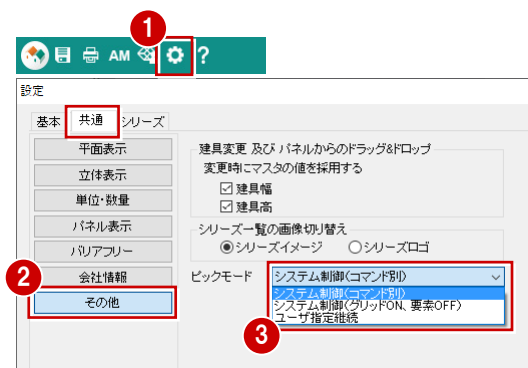 1
AM ?
設定
基本 共通 シリーズ
平面表示
立体表示
単位・数量
パネル表示
バリアフリー
会社情報
2
その他
建具変更 及び パネルからのドラッグ&ドロップ
変更時にマスタの値を採用する
建具幅
建具高
シリーズ一覧の画像切り替え
シリーズイメージ シリーズロゴ
ピックモード システム制御(コマンド別)
システム制御(コマンド別)
システム制御(グリッドON、要素OFF)
ユーザ指定継続
3